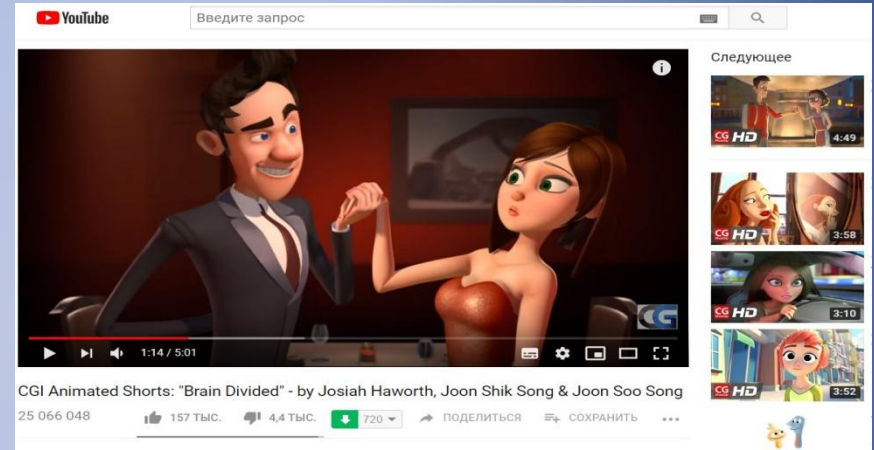 YouTube
Введите запрос
Следующее
CG HD 4:49
CG HD 3:58
CG HD 3:10
CG HD 3:52
CG
1:14 / 5:01
CGI Animated Shorts: "Brain Divided" - by Josiah Haworth, Joon Shik Song & Joon Soo Song
25 066 048 157 ТЫС. 4,4 ТЫС. 720 ПОДЕЛИТЬСЯ СОХРАНИТЬ